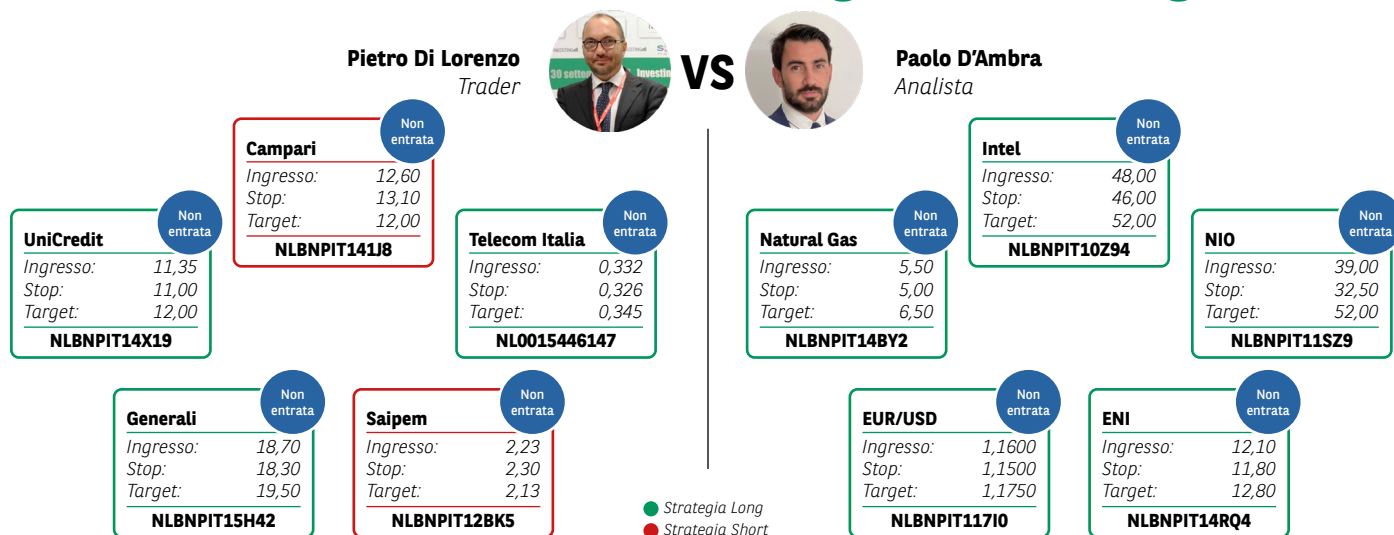 Pietro Di Lorenzo
Trader
VS
Paolo D'Ambra
Analista
30 settem
Investin
Campari
Non entrata
Ingresso: 12,60
Stop: 13,10
Target: 12,00
NLBNPIT141J8
UniCredit
Non entrata
Ingresso: 11,35
Stop: 11,00
Target: 12,00
NLBNPIT14X19
Telecom Italia
Non entrata
Ingresso: 0,332
Stop: 0,326
Target: 0,345
NL0015446147
Generali
Non entrata
Ingresso: 18,70
Stop: 18,30
Target: 19,50
NLBNPIT15H42
Saipem
Non entrata
Ingresso: 2,23
Stop: 2,30
Target: 2,13
NLBNPIT12BK5
Intel
Non entrata
Ingresso: 48,00
Stop: 46,00
Target: 52,00
NLBNPIT10Z94
Natural Gas
Non entrata
Ingresso: 5,50
Stop: 5,00
Target: 6,50
NLBNPIT14BY2
NIO
Non entrata
Ingresso: 39,00
Stop: 32,50
Target: 52,00
NLBNPIT11SZ9
EUR/USD
Non entrata
Ingresso: 1,1600
Stop: 1,1500
Target: 1,1750
NLBNPIT117I0
ENI
Non entrata
Ingresso: 12,10
Stop: 11,80
Target: 12,80
NLBNPIT14RQ4
Strategia Long
Strategia Short